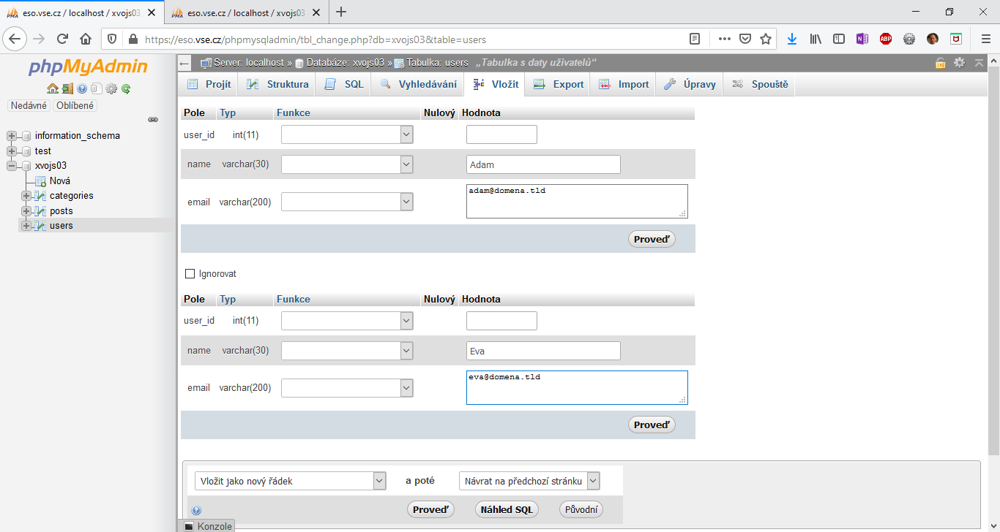 eso.vse.cz / localhost / xvojs03
eso.vse.cz / localhost / xvojs03
https://eso.vse.cz/phpmysqladmin/tbl_change.php?db=xvojs03&table=users
phpMyAdmin
Nedávné Oblíbené
information_schema
test
xvojs03
Nová
categories
posts
users
Server: localhost » Databáze: xvojs03 » Tabulka: users „Tabulka s daty uživatelů“
Projít Struktura SQL Vyhledávání Vložit Export Import Úpravy Spouště
Pole Typ Funkce Nulový Hodnota
user_id int(11)
name varchar(30) Adam
email varchar(200) adam@domena.tld
Proveď
Ignorovat
Pole Typ Funkce Nulový Hodnota
user_id int(11)
name varchar(30) Eva
email varchar(200) eva@domena.tld
Proveď
Vložit jako nový řádek a poté Návrat na předchozí stránku
Proveď Náhled SQL Původní
Konzole